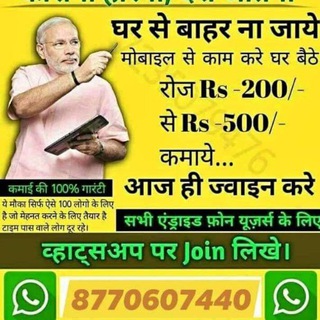 घर से बाहर ना जाये
मोबाइल से काम करे घर बैठे
रोज Rs -200/-
से Rs -500/-
कमाये...
कमाई की 100% गारंटी
आज ही ज्वाइन करे
ये मौका सिर्फ ऐसे 100 लोगो के लिए
है जो मेहनत करने के लिए तैयार है
टाइम पास वाले लोग दूर रहे।
सभी एंड्राइड फ़ोन यूज़र्स के लिए
व्हाट्सअप पर Join लिखे।
8770607440